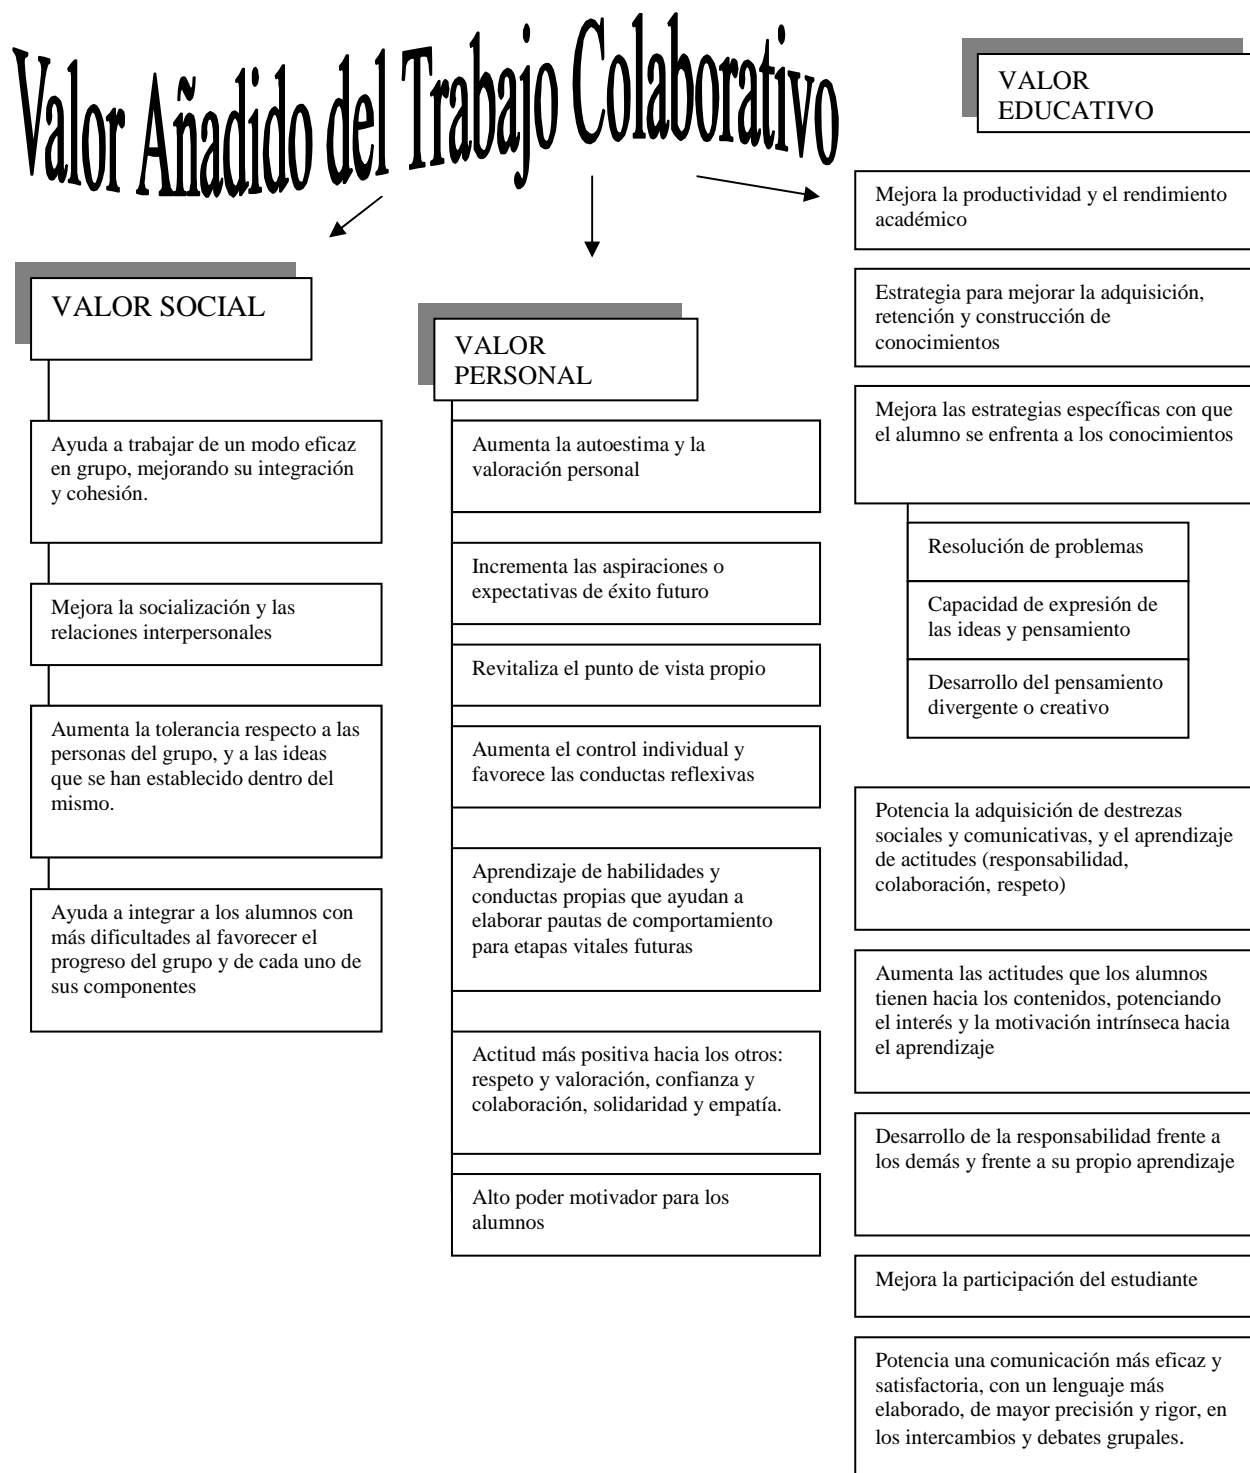 Valor Añadido del Trabajo Colaborativo
VALOR SOCIAL
Ayuda a trabajar de un modo eficaz
en grupo, mejorando su integración
y cohesión.
Mejora la socialización y las
relaciones interpersonales
Aumenta la tolerancia respecto a las
personas del grupo, y a las ideas
que se han establecido dentro del
mismo.
Ayuda a integrar a los alumnos con
más dificultades al favorecer el
progreso del grupo y de cada uno de
sus componentes
VALOR
PERSONAL
Aumenta la autoestima y la
valoración personal
Incrementa las aspiraciones o
expectativas de éxito futuro
Revitaliza el punto de vista propio
Aumenta el control individual y
favorece las conductas reflexivas
Aprendizaje de habilidades y
conductas propias que ayudan a
elaborar pautas de comportamiento
para etapas vitales futuras
Actitud más positiva hacia los otros:
respeto y valoración, confianza y
colaboración, solidaridad y empatía.
Alto poder motivador para los
alumnos
VALOR
EDUCATIVO
Mejora la productividad y el rendimiento
académico
Estrategia para mejorar la adquisición,
retención y construcción de
conocimientos
Mejora las estrategias específicas con que
el alumno se enfrenta a los conocimientos
Resolución de problemas
Capacidad de expresión de
las ideas y pensamiento
Desarrollo del pensamiento
divergente o creativo
Potencia la adquisición de destrezas
sociales y comunicativas, y el aprendizaje
de actitudes (responsabilidad,
colaboración, respeto)
Aumenta las actitudes que los alumnos
tienen hacia los contenidos, potenciando
el interés y la motivación intrínseca hacia
el aprendizaje
Desarrollo de la responsabilidad frente a
los demás y frente a su propio aprendizaje
Mejora la participación del estudiante
Potencia una comunicación más eficaz y
satisfactoria, con un lenguaje más
elaborado, de mayor precisión y rigor, en
los intercambios y debates grupales.